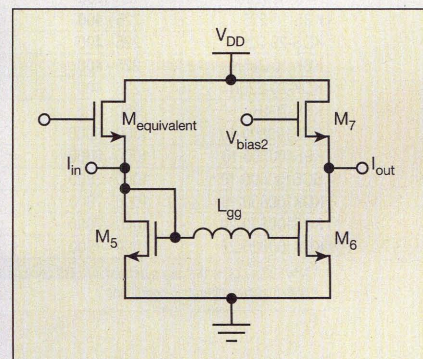 V_DD
M_equivalent
M_7
V_bias2
I_in
I_out
L_gg
M_5
M_6